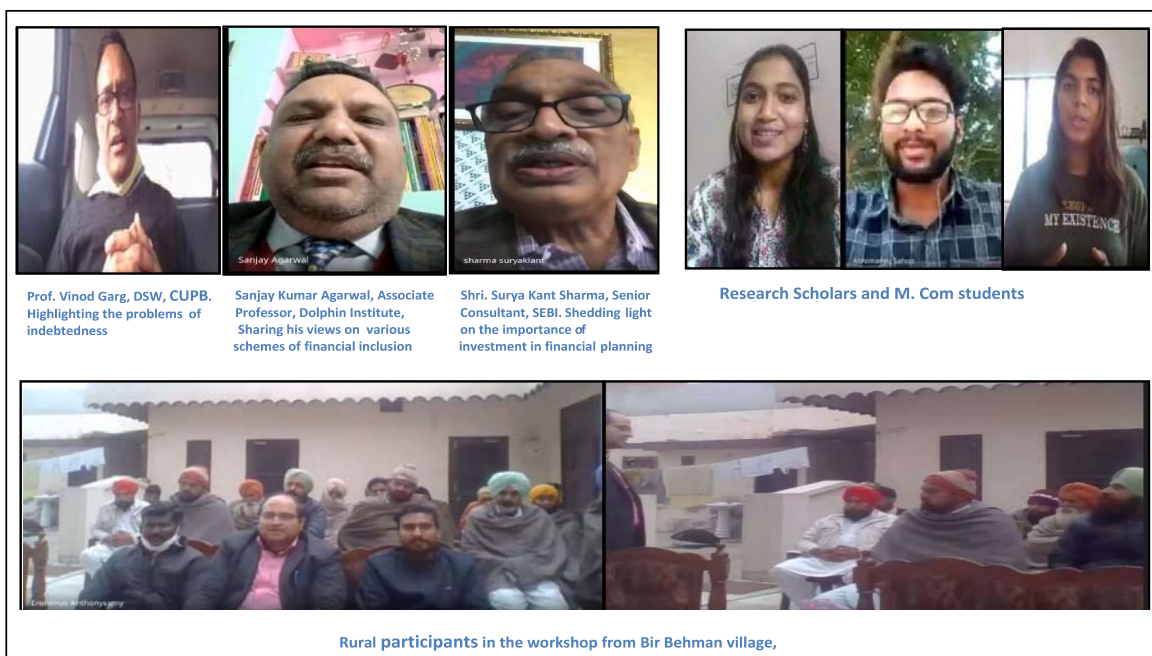 Sanjay Agarwal
sharma suryakant
MY EXISTENCE
Prof. Vinod Garg, DSW, CUPB.
Highlighting the problems of
indebtedness
Sanjay Kumar Agarwal, Associate
Professor, Dolphin Institute,
Sharing his views on various
schemes of financial inclusion
Shri. Surya Kant Sharma, Senior
Consultant, SEBI. Shedding light
on the importance of
investment in financial planning
Research Scholars and M. Com students
Anthonysamy
Rural participants in the workshop from Bir Behman village,